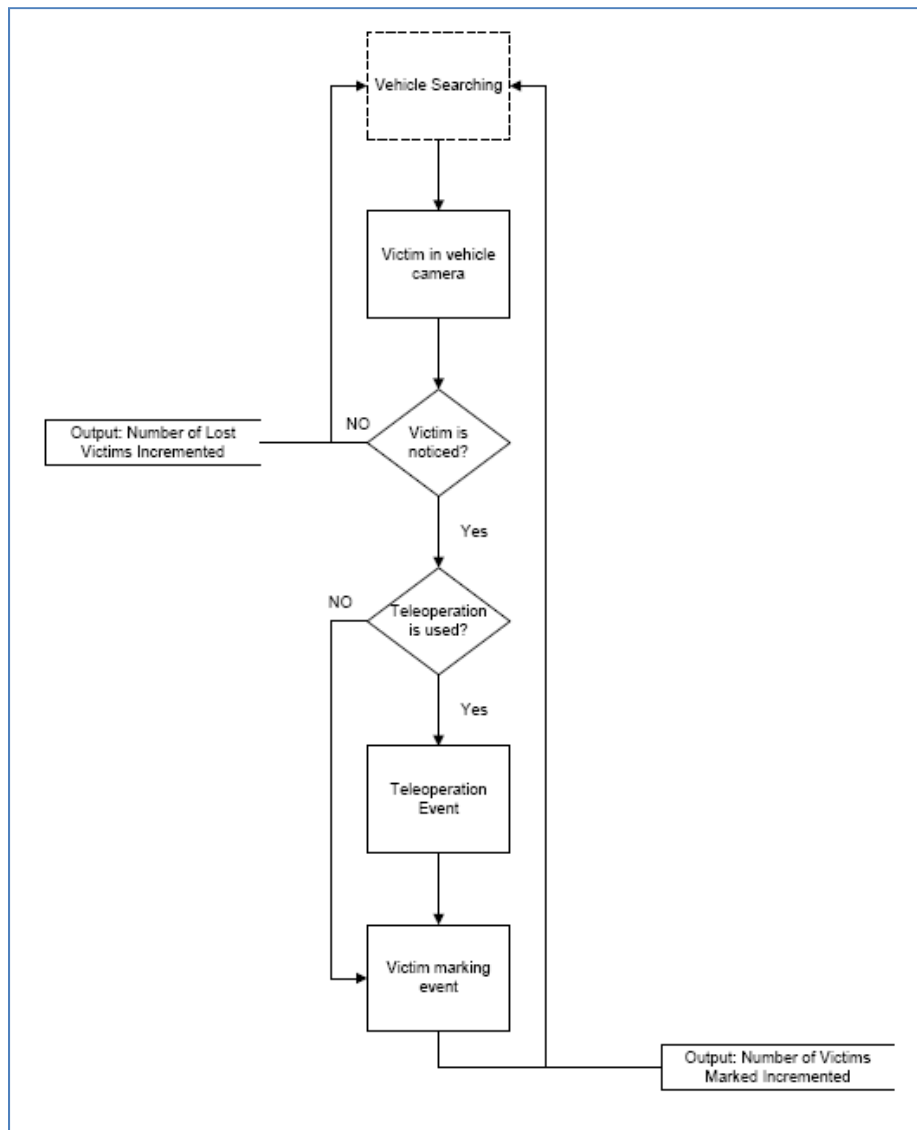 Vehicle Searching
Victim in vehicle
camera
NO
Output: Number of Lost
Victims Incremented
Victim is
noticed?
Yes
NO
Teleoperation
is used?
Yes
Teleoperation
Event
Victim marking
event
Output: Number of Victims
Marked Incremented